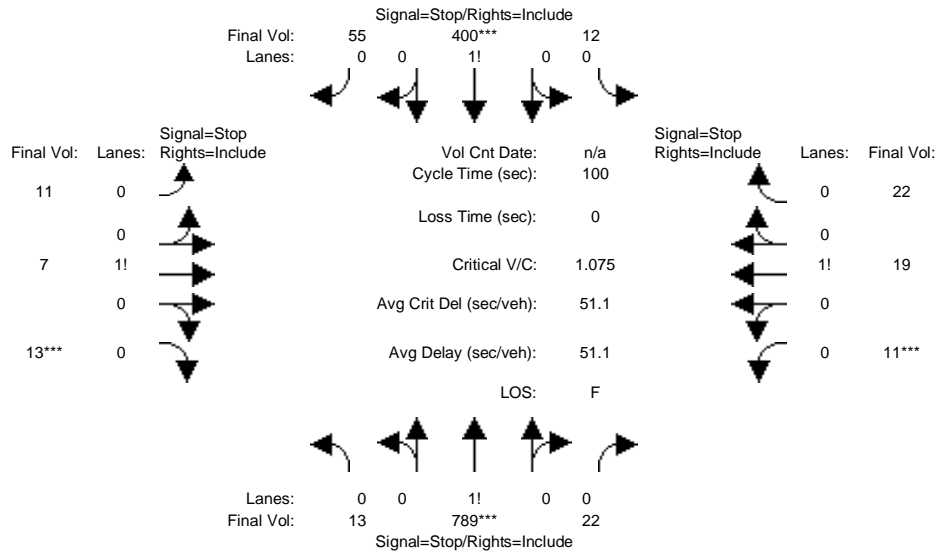 Signal=Stop/Rights=Include
Final Vol: 55 400*** 12
Lanes: 0 0 1! 0 0
Signal=Stop Signal=Stop
Final Vol: Lanes: Rights=Include Vol Cnt Date: n/a Rights=Include Lanes: Final Vol:
Cycle Time (sec): 100
11 0 0 22
Loss Time (sec): 0
0 0
7 1! Critical V/C: 1.075 1! 19
0 Avg Crit Del (sec/veh): 51.1 0
13*** 0 Avg Delay (sec/veh): 51.1 0 11***
LOS: F
Lanes: 0 0 1! 0 0
Final Vol: 13 789*** 22
Signal=Stop/Rights=Include